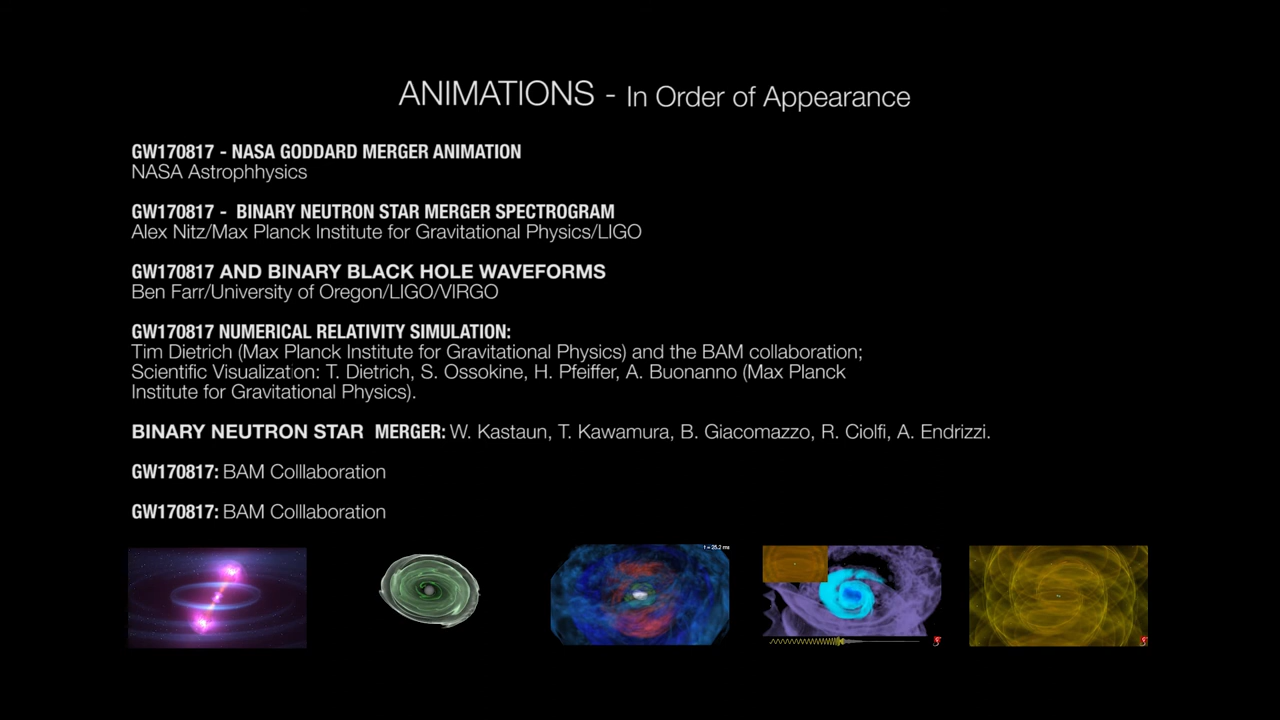 ANIMATIONS - In Order of Appearance
GW170817 - NASA GODDARD MERGER ANIMATION
NASA Astrophhysics
GW170817 - BINARY NEUTRON STAR MERGER SPECTROGRAM
Alex Nitz/Max Planck Institute for Gravitational Physics/LIGO
GW170817 AND BINARY BLACK HOLE WAVEFORMS
Ben Farr/University of Oregon/LIGO/VIRGO
GW170817 NUMERICAL RELATIVITY SIMULATION:
Tim Dietrich (Max Planck Institute for Gravitational Physics) and the BAM collaboration;
Scientific Visualization: T. Dietrich, S. Ossokine, H. Pfeiffer, A. Buonanno (Max Planck
Institute for Gravitational Physics).
BINARY NEUTRON STAR MERGER: W. Kastaun, T. Kawamura, B. Giacomazzo, R. Ciolfi, A. Endrizzi.
GW170817: BAM Colllaboration
GW170817: BAM Colllaboration
t = 25.2 ms